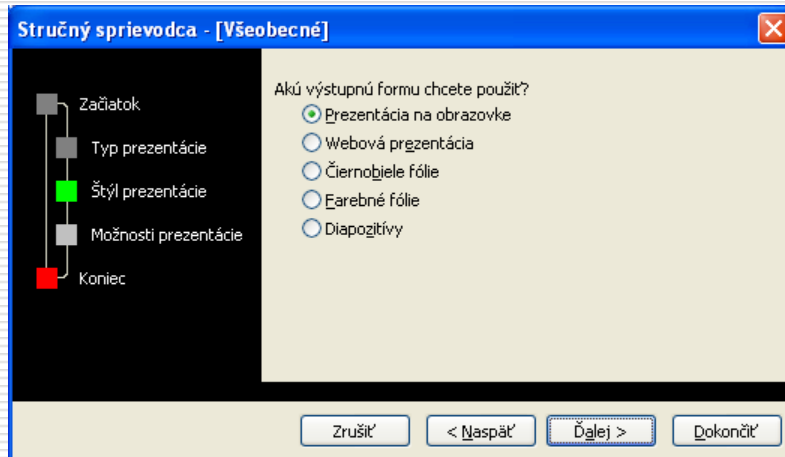 Stručný sprievodca - [Všeobecné]
Začiatok
Typ prezentácie
Štýl prezentácie
Možnosti prezentácie
Koniec
Akú výstupnú formu chcete použiť?
Prezentácia na obrazovke
Webová prezentácia
Čiernobiele fólie
Farebné fólie
Diapozitívy
Zrušiť
< Naspäť
Ďalej >
Dokončiť